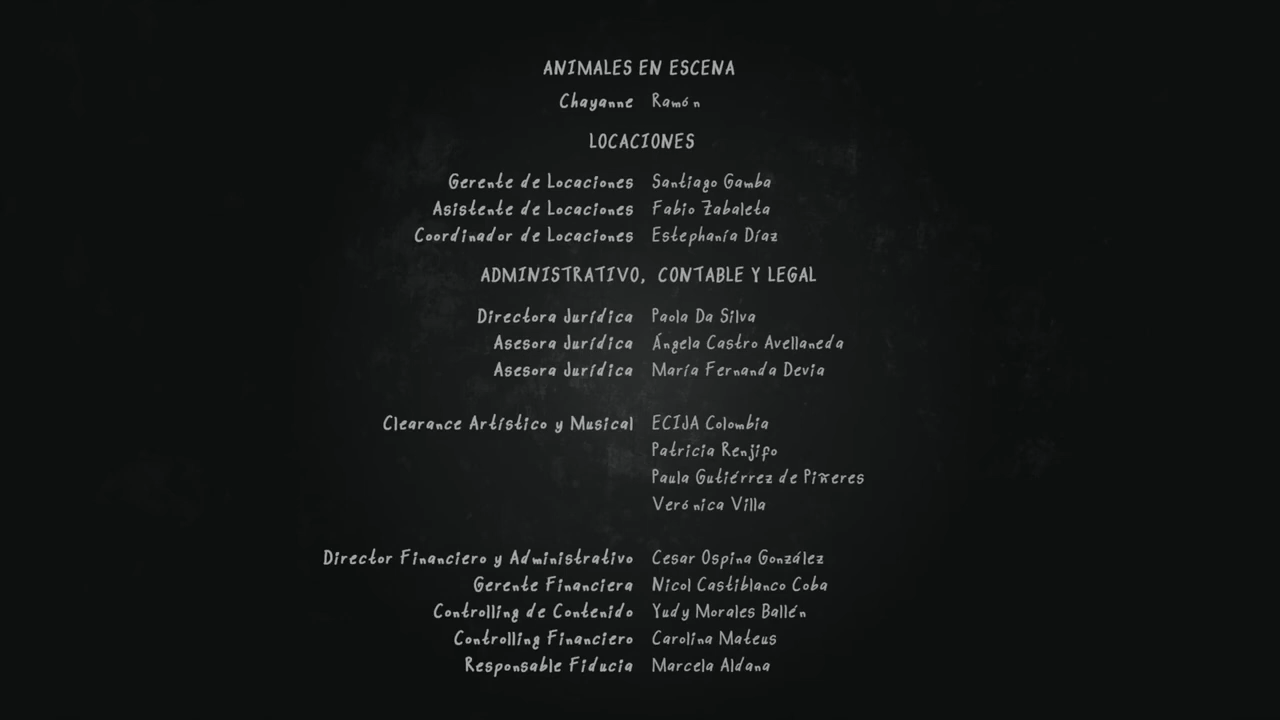 ANIMALES EN ESCENA
Chayanne Ramón
LOCACIONES
Gerente de Locaciones Santiago Gamba
Asistente de Locaciones Fabio Zabaleta
Coordinador de Locaciones Estephanía Díaz
ADMINISTRATIVO, CONTABLE Y LEGAL
Directora Jurídica Paola Da Silva
Asesora Jurídica Ángela Castro Avellaneda
Asesora Jurídica María Fernanda Devia
Clearance Artístico y Musical ECIJA Colombia
Patricia Renjifo
Paula Gutiérrez de Piñeres
Verónica Villa
Director Financiero y Administrativo Cesar Ospina González
Gerente Financiera Nicol Castiblanco Coba
Controlling de Contenido Yudy Morales Ballén
Controlling Financiero Carolina Mateus
Responsable Fiducia Marcela Aldana